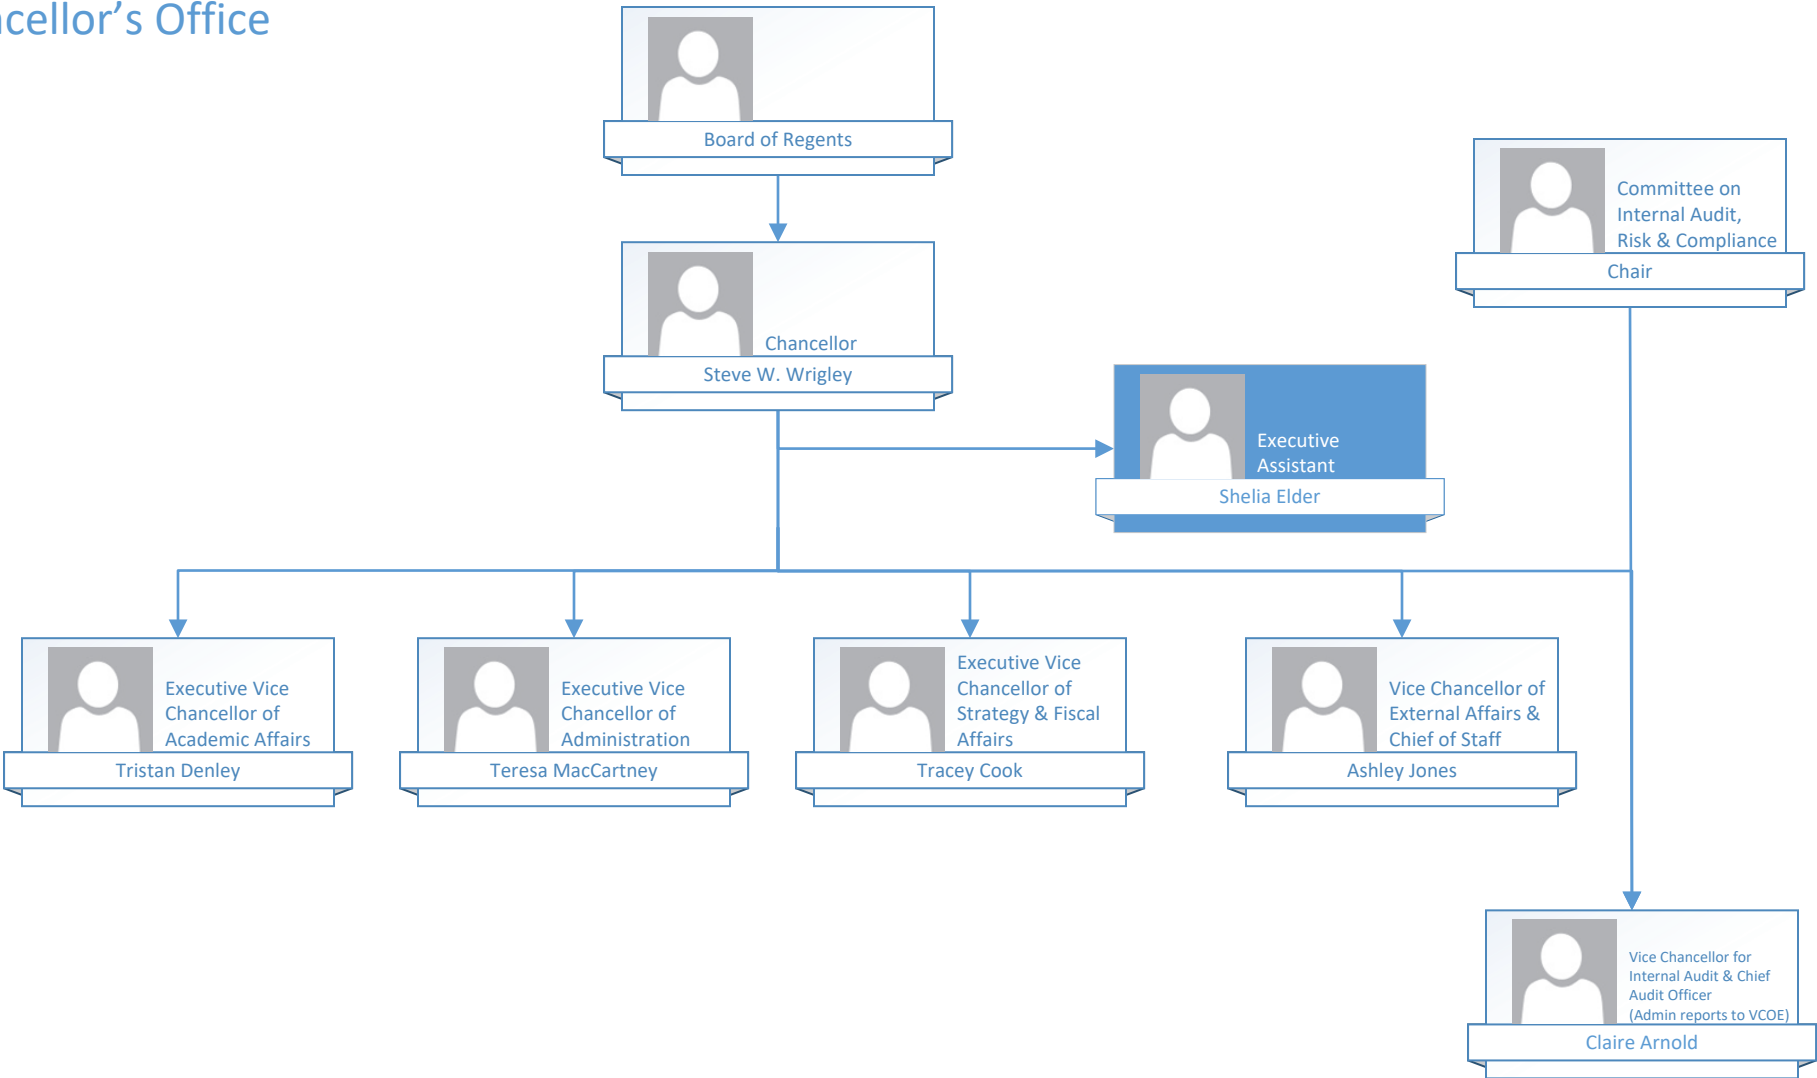 ncellor’s Office
Board of Regents
Committee on
Internal Audit,
Risk & Compliance
Chair
Chancellor
Steve W. Wrigley
Executive
Assistant
Shelia Elder
Executive Vice
Chancellor of
Academic Affairs
Tristan Denley
Executive Vice
Chancellor of
Administration
Teresa MacCartney
Executive Vice
Chancellor of
Strategy & Fiscal
Affairs
Tracey Cook
Vice Chancellor of
External Affairs &
Chief of Staff
Ashley Jones
Vice Chancellor for
Internal Audit & Chief
Audit Officer
(Admin reports to VCOE)
Claire Arnold